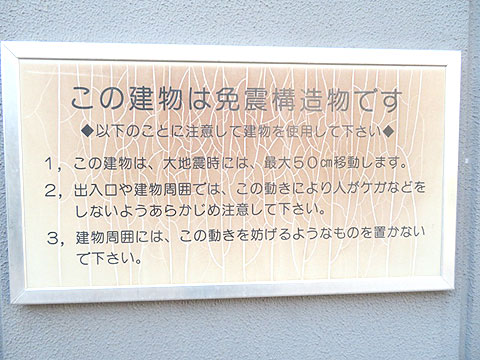 この建物は免震構造物です
◆以下のことに注意して建物を使用して下さい◆
1，この建物は、大地震時には、最大50㎝移動します。
2，出入口や建物周囲では、この動きにより人がケガなどを
しないようあらかじめ注意して下さい。
3，建物周囲には、この動きを妨げるようなものを置かない
で下さい。